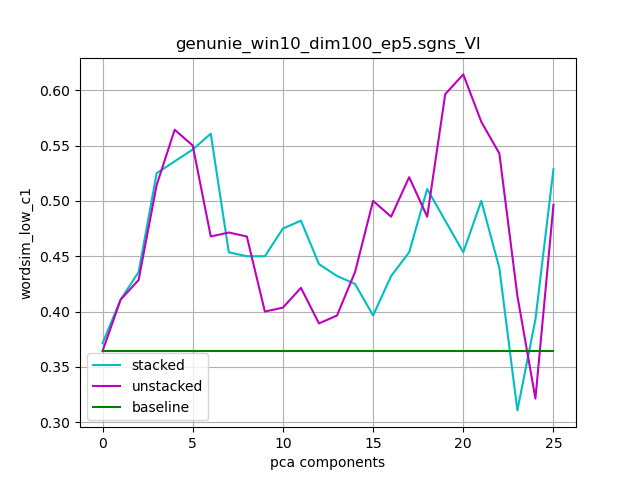 genunie_win10_dim100_ep5.sgns_VI
wordsim_low_c1
0.60
0.55
0.50
0.45
0.40
0.35
0.30
stacked
unstacked
baseline
0 5 10 15 20 25
pca components